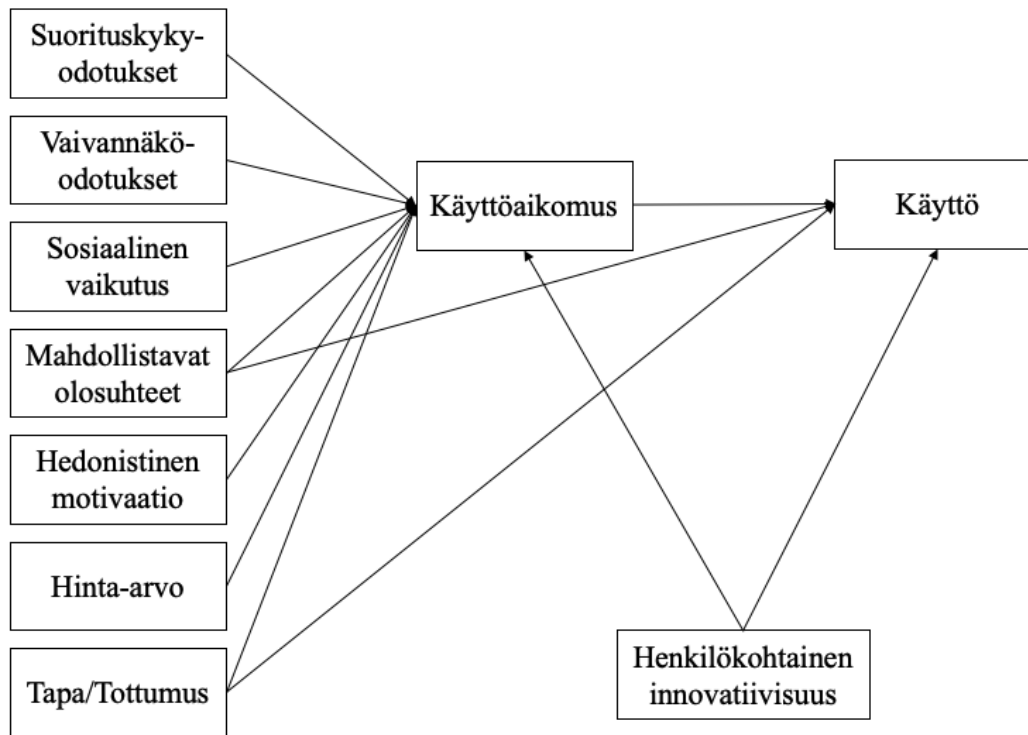 Suorituskyky-
odotukset
Vaivannäkö-
odotukset
Sosiaalinen
vaikutus
Mahdollistavat
olosuhteet
Hedonistinen
motivaatio
Hinta-arvo
Tapa/Tottumus
Käyttöaikomus
Käyttö
Henkilökohtainen
innovatiivisuus